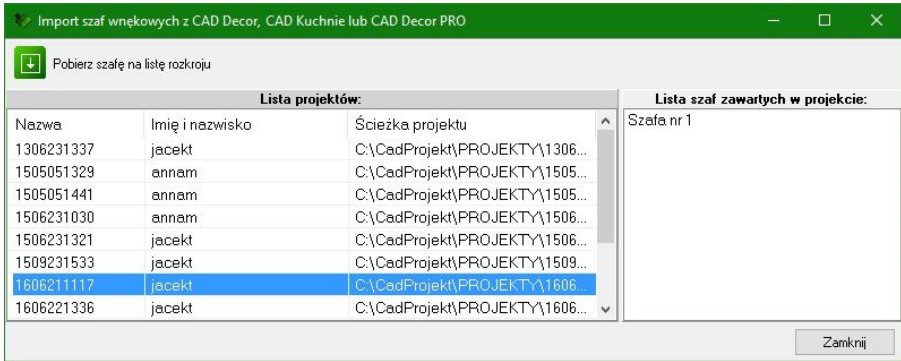 Import szaf wnękowych z CAD Decor, CAD Kuchnie lub CAD Decor PRO
Pobierz szafę na listę rozkroju
Lista projektów:
Nazwa Imię i nazwisko Ścieżka projektu
1306231337 jacekt C:\CadProjekt\PROJEKTY\1306...
1505051329 annam C:\CadProjekt\PROJEKTY\1505...
1505051441 annam C:\CadProjekt\PROJEKTY\1505...
1506231030 annam C:\CadProjekt\PROJEKTY\1506...
1506231321 jacekt C:\CadProjekt\PROJEKTY\1506...
1509231533 jacekt C:\CadProjekt\PROJEKTY\1509...
1606211117 jacekt C:\CadProjekt\PROJEKTY\1606...
1606221336 jacekt C:\CadProjekt\PROJEKTY\1606...
Lista szaf zawartych w projekcie:
Szafa nr 1
Zamknij